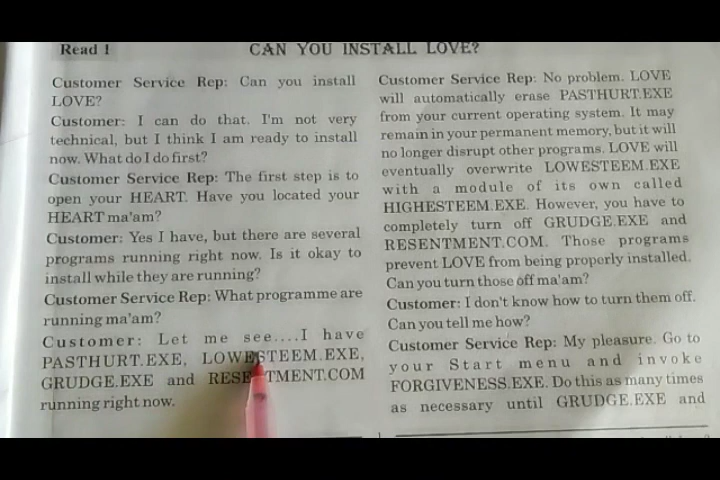 Read 1
CAN YOU INSTALL LOVE?
Customer Service Rep: Can you install
LOVE?
Customer: I can do that. I'm not very
technical, but I think I am ready to install
now. What do I do first?
Customer Service Rep: The first step is to
open your HEART. Have you located your
HEART ma'am?
Customer: Yes I have, but there are several
programs running right now. Is it okay to
install while they are running?
Customer Service Rep: What programme are
running ma'am?
Customer: Let me see....I have
PASTHURT.EXE, LOWESTEEM.EXE,
GRUDGE.EXE and RESENTMENT.COM
running right now.
Customer Service Rep: No problem. LOVE
will automatically erase PASTHURT.EXE
from your current operating system. It may
remain in your permanent memory, but it will
no longer disrupt other programs. LOVE will
eventually overwrite LOWESTEEM.EXE
with a module of its own called
HIGHESTEEM.EXE. However, you have to
completely turn off GRUDGE.EXE and
RESENTMENT.COM. Those programs
prevent LOVE from being properly installed.
Can you turn those off ma'am?
Customer: I don't know how to turn them off.
Can you tell me how?
Customer Service Rep: My pleasure. Go to
your Start menu and invoke
FORGIVENESS.EXE. Do this as many times
as necessary until GRUDGE.EXE and